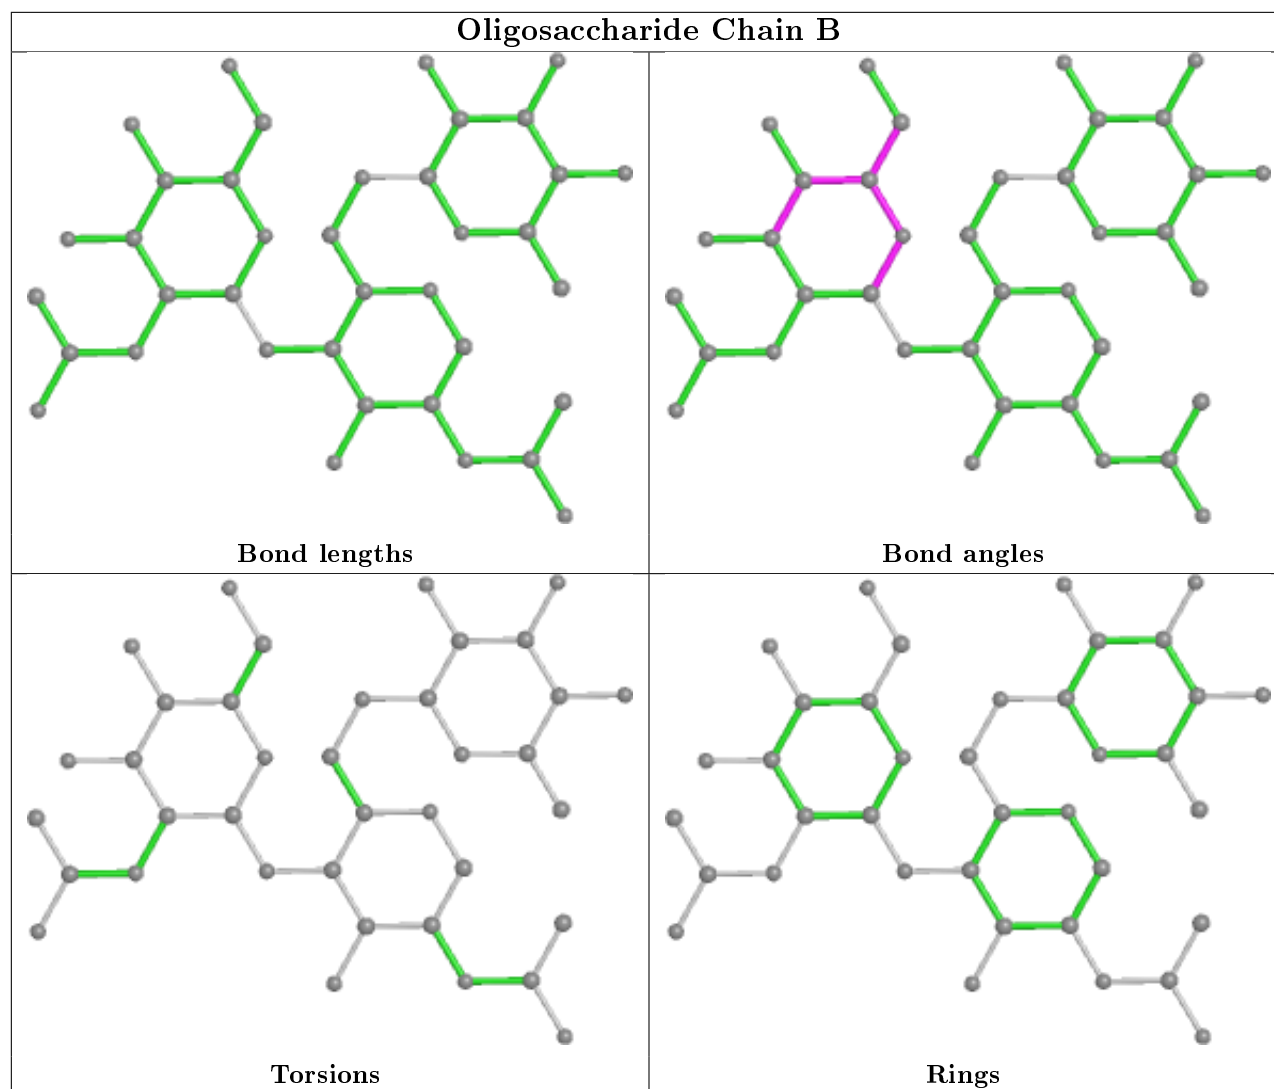 Oligosaccharide Chain B
Bond lengths
Bond angles
Torsions
Rings